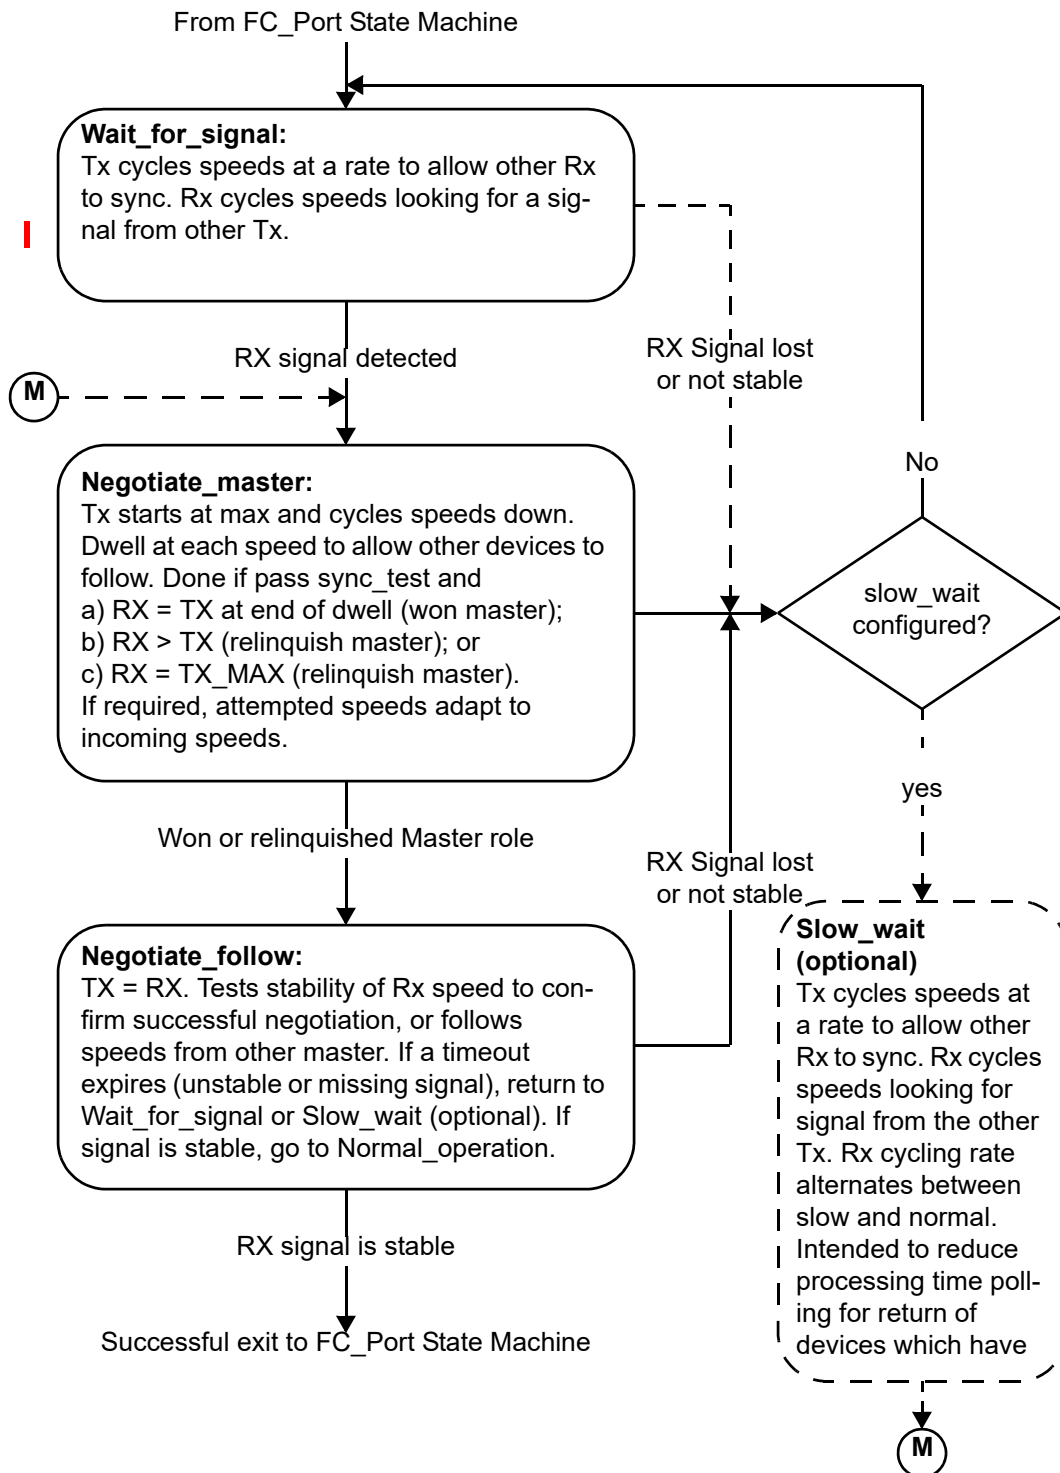 From FC_Port State Machine
Wait_for_signal:
Tx cycles speeds at a rate to allow other Rx
to sync. Rx cycles speeds looking for a sig-
nal from other Tx.
RX signal detected
RX Signal lost
or not stable
M
No
Negotiate_master:
Tx starts at max and cycles speeds down.
Dwell at each speed to allow other devices to
follow. Done if pass sync_test and
a) RX = TX at end of dwell (won master);
b) RX > TX (relinquish master); or
c) RX = TX_MAX (relinquish master).
If required, attempted speeds adapt to
incoming speeds.
slow_wait
configured?
yes
Won or relinquished Master role
RX Signal lost
or not stable
Negotiate_follow:
TX = RX. Tests stability of Rx speed to con-
firm successful negotiation, or follows
speeds from other master. If a timeout
expires (unstable or missing signal), return to
Wait_for_signal or Slow_wait (optional). If
signal is stable, go to Normal_operation.
Slow_wait
(optional)
Tx cycles speeds at
a rate to allow other
Rx to sync. Rx cycles
speeds looking for
signal from the other
Tx. Rx cycling rate
alternates between
slow and normal.
Intended to reduce
processing time poll-
ing for return of
devices which have
RX signal is stable
Successful exit to FC_Port State Machine
M